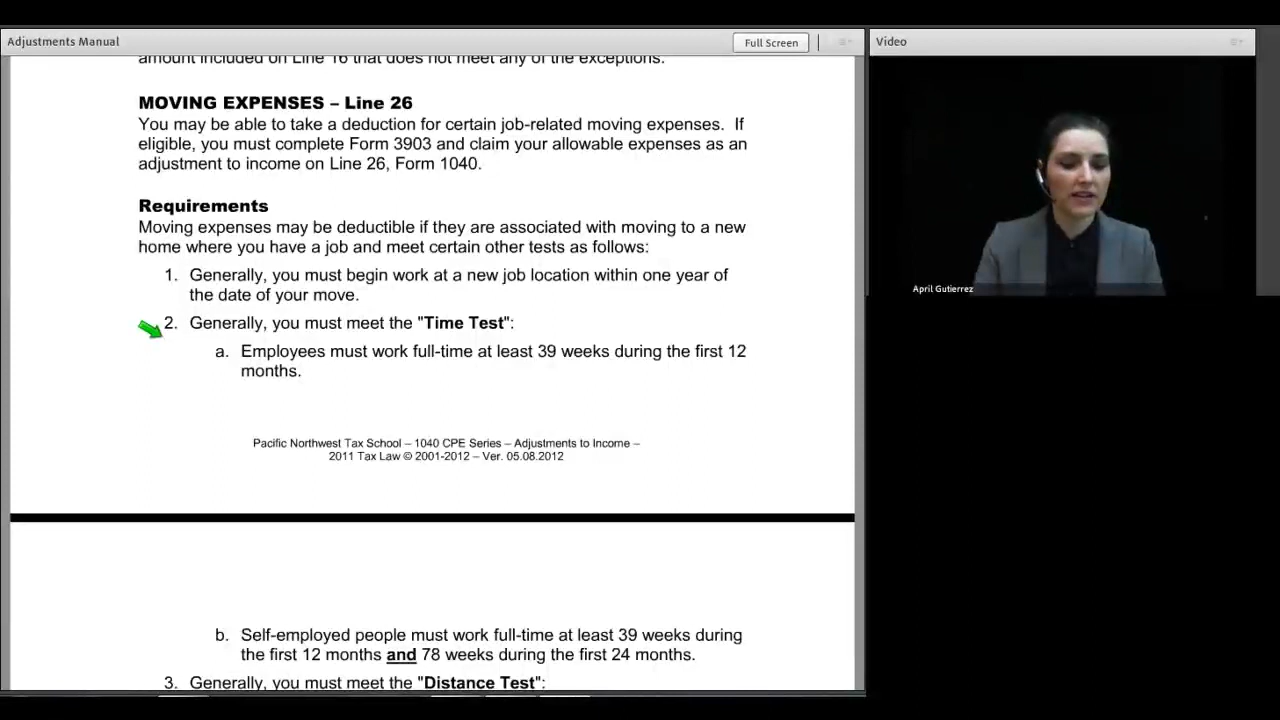 Adjustments Manual
Full Screen
Video
amount included on Line 16 that does not meet any of the exceptions.
MOVING EXPENSES – Line 26
You may be able to take a deduction for certain job-related moving expenses. If
eligible, you must complete Form 3903 and claim your allowable expenses as an
adjustment to income on Line 26, Form 1040.
Requirements
Moving expenses may be deductible if they are associated with moving to a new
home where you have a job and meet certain other tests as follows:
1. Generally, you must begin work at a new job location within one year of
the date of your move.
2. Generally, you must meet the "Time Test":
a. Employees must work full-time at least 39 weeks during the first 12
months.
Pacific Northwest Tax School – 1040 CPE Series – Adjustments to Income –
2011 Tax Law © 2001-2012 – Ver. 05.08.2012
b. Self-employed people must work full-time at least 39 weeks during
the first 12 months and 78 weeks during the first 24 months.
3. Generally, you must meet the "Distance Test":
April Gutierrez